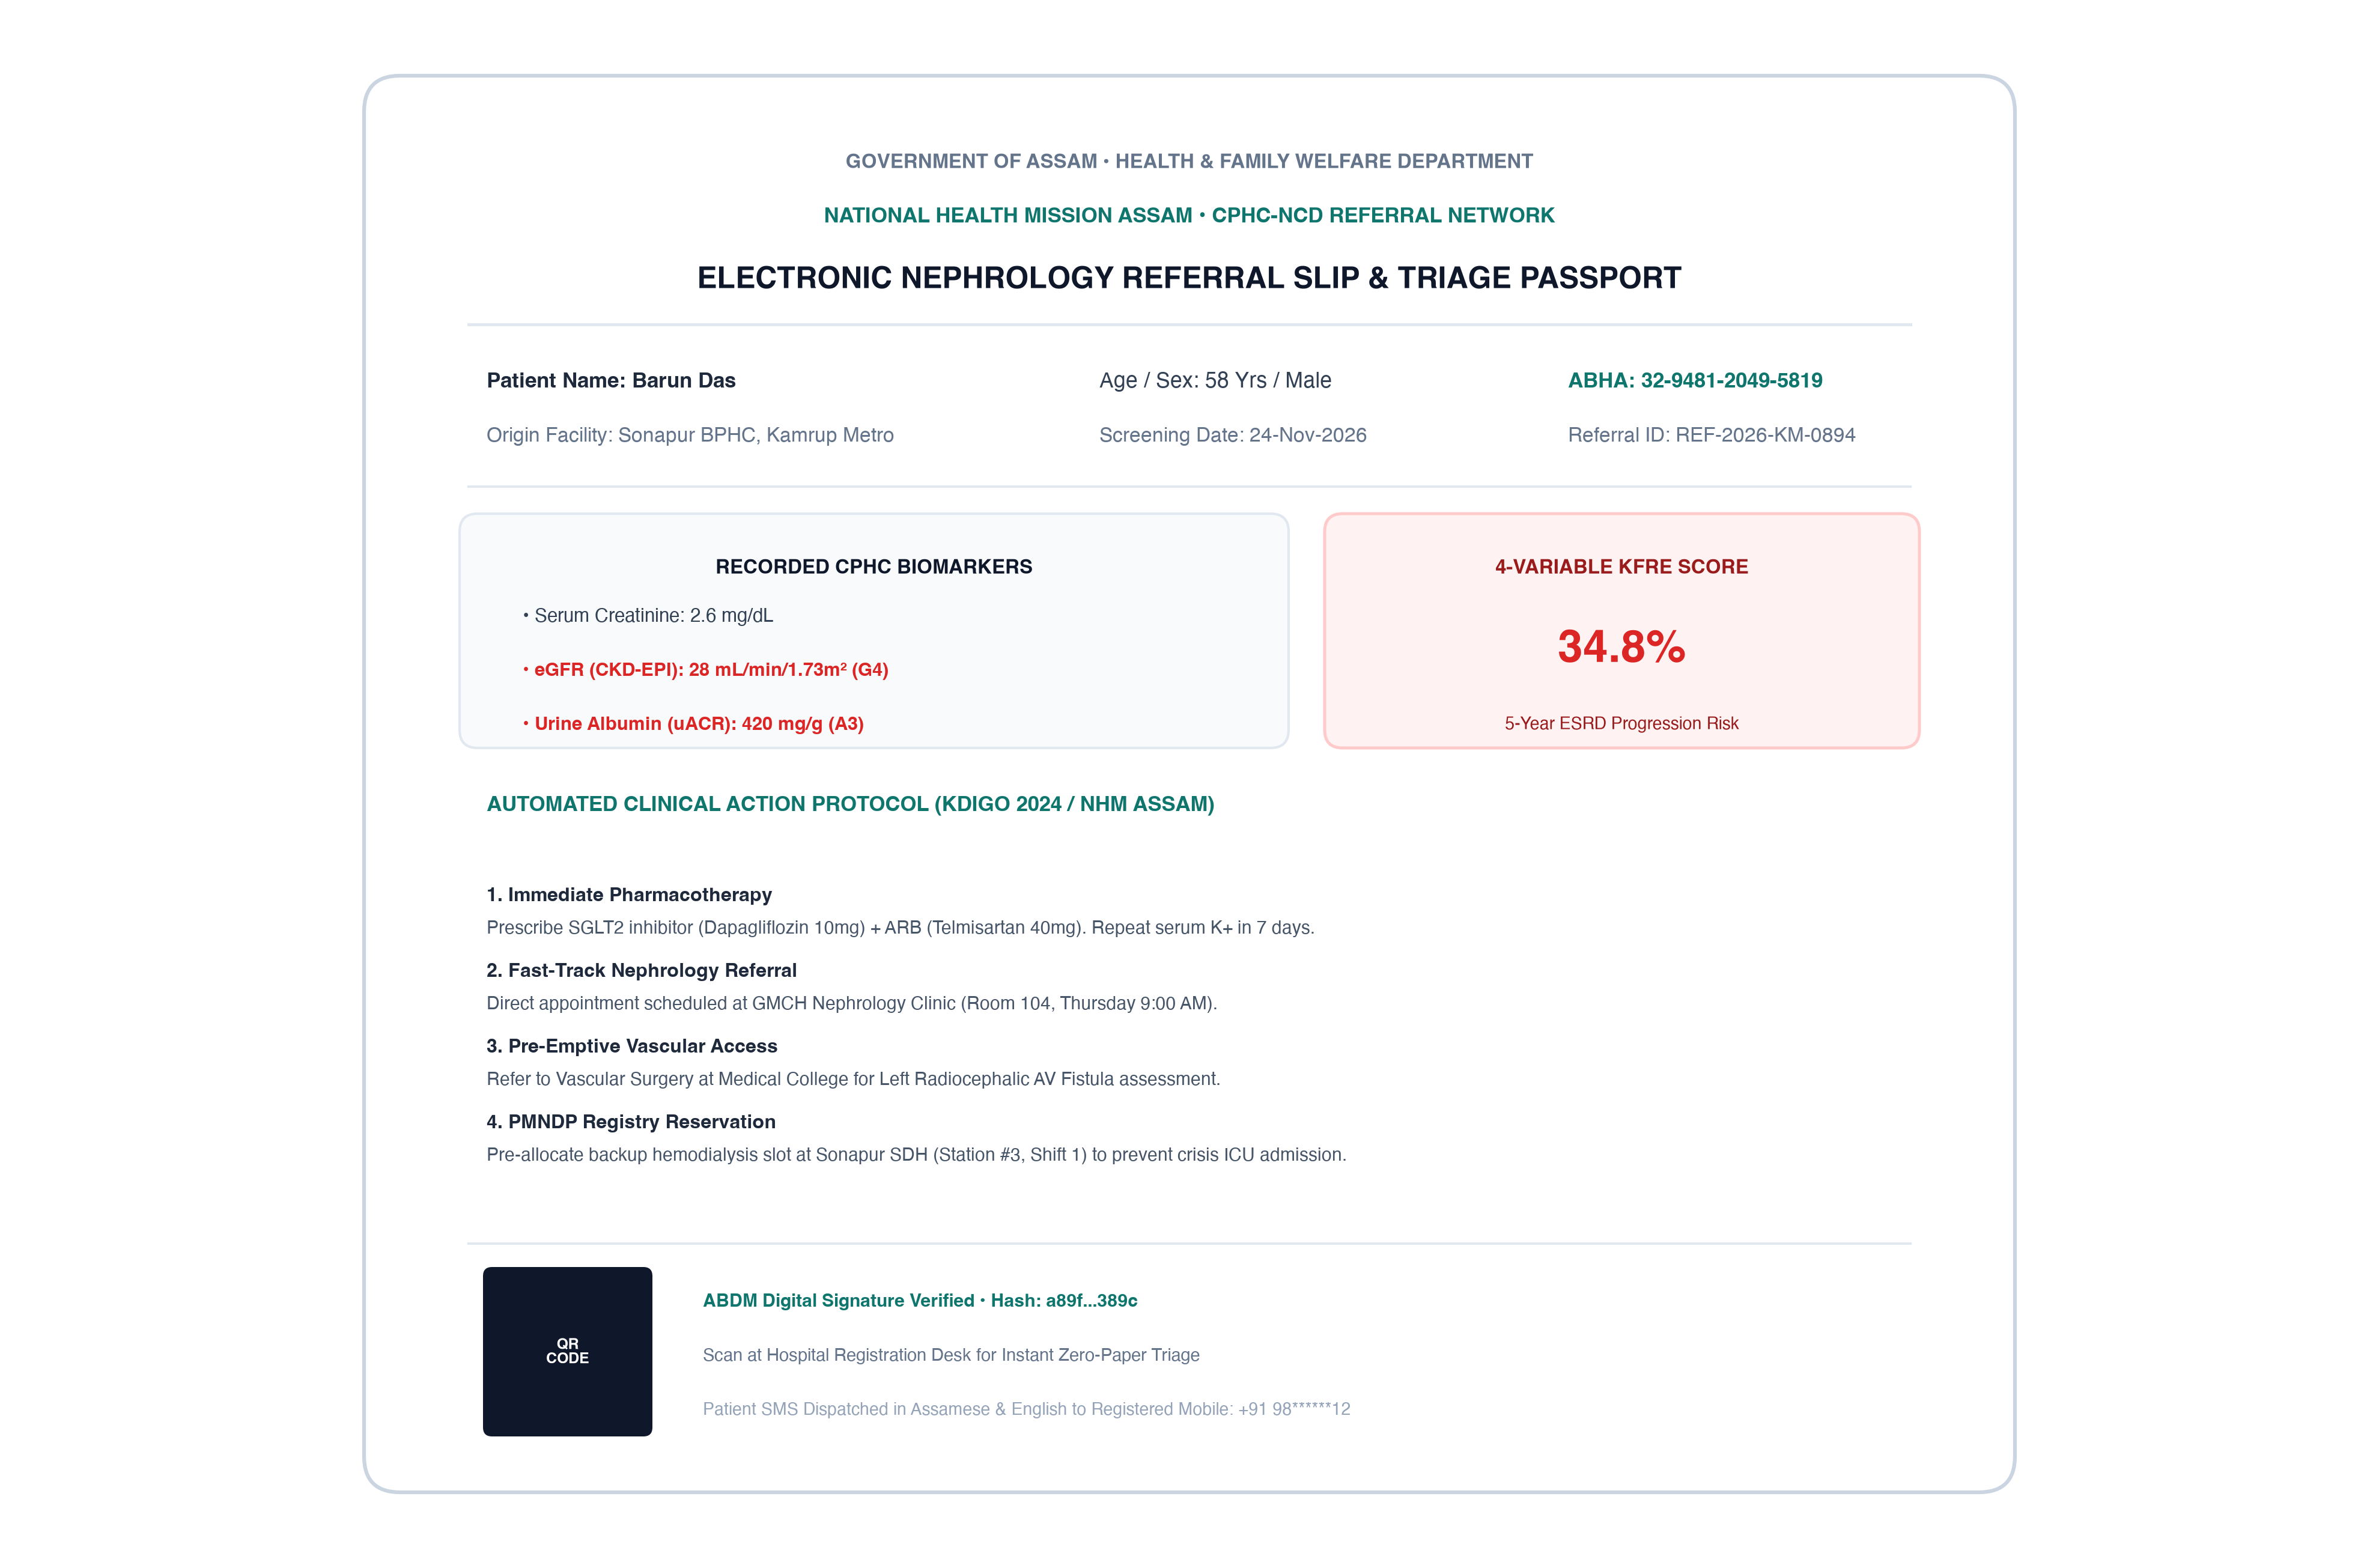 GOVERNMENT OF ASSAM • HEALTH & FAMILY WELFARE DEPARTMENT
NATIONAL HEALTH MISSION ASSAM • CPHC-NCD REFERRAL NETWORK
ELECTRONIC NEPHROLOGY REFERRAL SLIP & TRIAGE PASSPORT
Patient Name: Barun Das
Age / Sex: 58 Yrs / Male
ABHA: 32-9481-2049-5819
Origin Facility: Sonapur BPHC, Kamrup Metro
Screening Date: 24-Nov-2026
Referral ID: REF-2026-KM-0894
RECORDED CPHC BIOMARKERS
• Serum Creatinine: 2.6 mg/dL
• eGFR (CKD-EPI): 28 mL/min/1.73m² (G4)
• Urine Albumin (uACR): 420 mg/g (A3)
4-VARIABLE KFRE SCORE
34.8%
5-Year ESRD Progression Risk
AUTOMATED CLINICAL ACTION PROTOCOL (KDIGO 2024 / NHM ASSAM)
1. Immediate Pharmacotherapy
Prescribe SGLT2 inhibitor (Dapagliflozin 10mg) + ARB (Telmisartan 40mg). Repeat serum K+ in 7 days.
2. Fast-Track Nephrology Referral
Direct appointment scheduled at GMCH Nephrology Clinic (Room 104, Thursday 9:00 AM).
3. Pre-Emptive Vascular Access
Refer to Vascular Surgery at Medical College for Left Radiocephalic AV Fistula assessment.
4. PMNDP Registry Reservation
Pre-allocate backup hemodialysis slot at Sonapur SDH (Station #3, Shift 1) to prevent crisis ICU admission.
QR
CODE
ABDM Digital Signature Verified • Hash: a89f...389c
Scan at Hospital Registration Desk for Instant Zero-Paper Triage
Patient SMS Dispatched in Assamese & English to Registered Mobile: +91 98******12